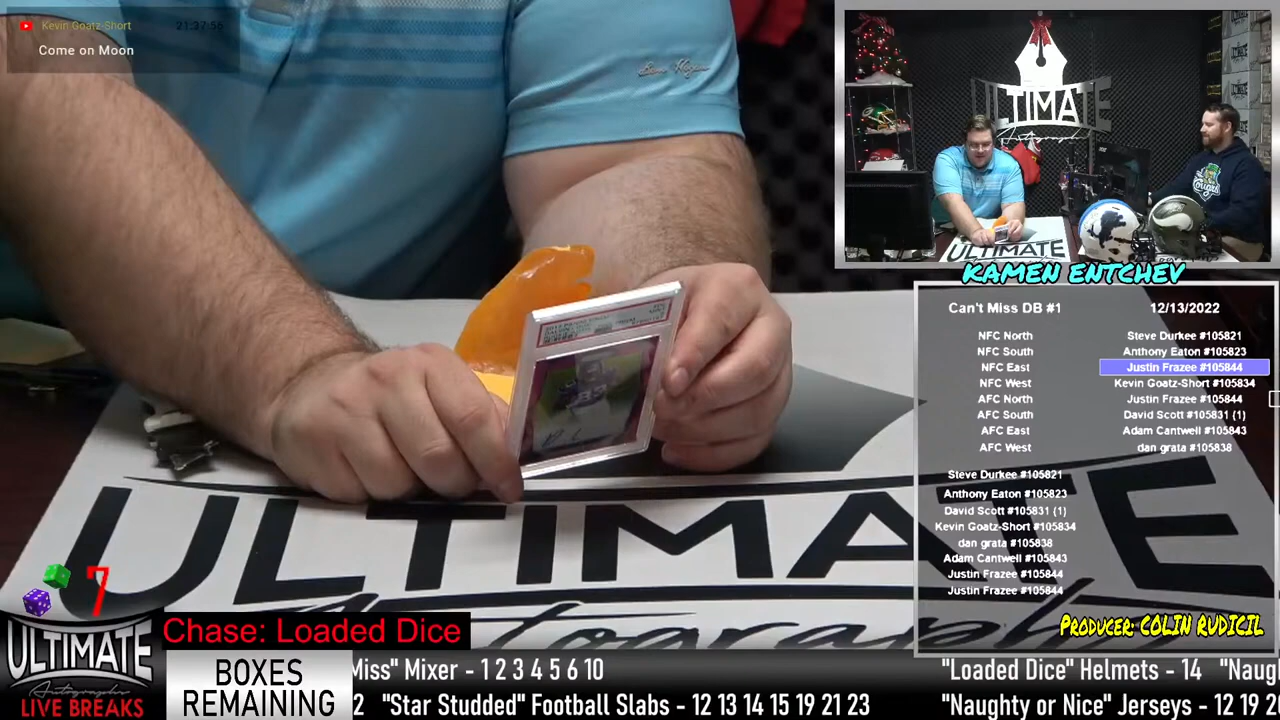 Kevin Goatz-Short 21:37:56
Come on Moon
ULTIMATE
KAMEN ENTCHEV
Can't Miss DB #1 12/13/2022
NFC North Steve Durkee #105821
NFC South Anthony Eaton #105823
NFC East Justin Frazee #105844
NFC West Kevin Goatz-Short #105834
AFC North Justin Frazee #105844
AFC South David Scott #105831 (1)
AFC East Adam Cantwell #105843
AFC West dan grata #105838
Steve Durkee #105821
Anthony Eaton #105823
David Scott #105831 (1)
Kevin Goatz-Short #105834
dan grata #105838
Adam Cantwell #105843
Justin Frazee #105844
Justin Frazee #105844
PRODUCER: COLIN RUDICIL
ULTIMATE
Autographs
7
ULTIMATE
Autographs
LIVE BREAKS
Chase: Loaded Dice
BOXES
REMAINING
Miss" Mixer - 1 2 3 4 5 6 10 "Loaded Dice" Helmets - 14 "Naug
2 "Star Studded" Football Slabs - 12 13 14 15 19 21 23 "Naughty or Nice" Jerseys - 12 19 2